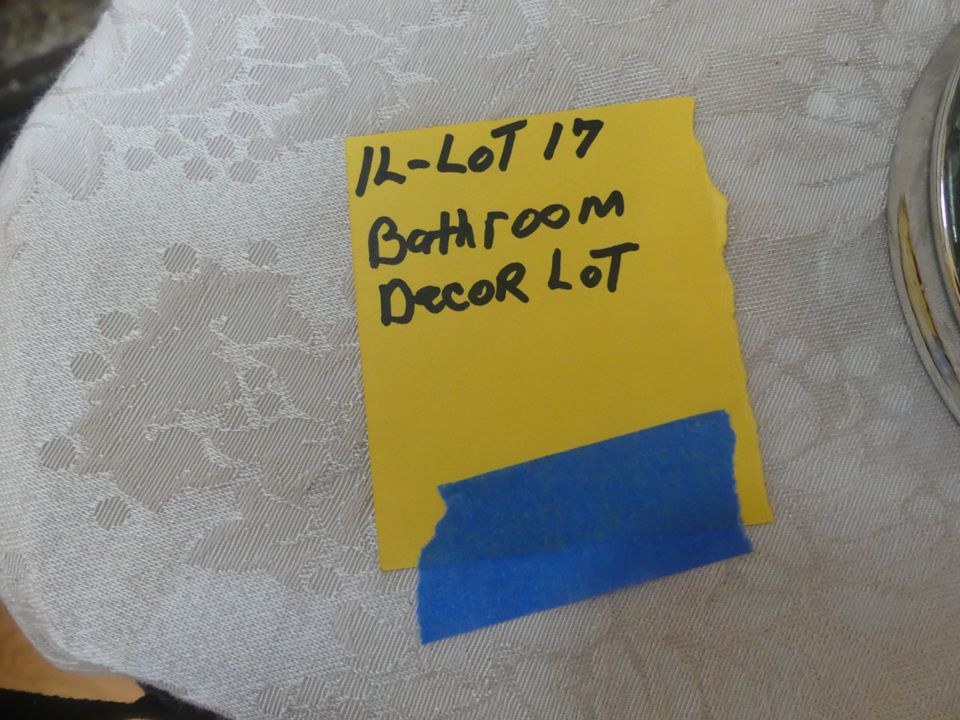 IL-LOT 17
Bathroom
DECOR LOT